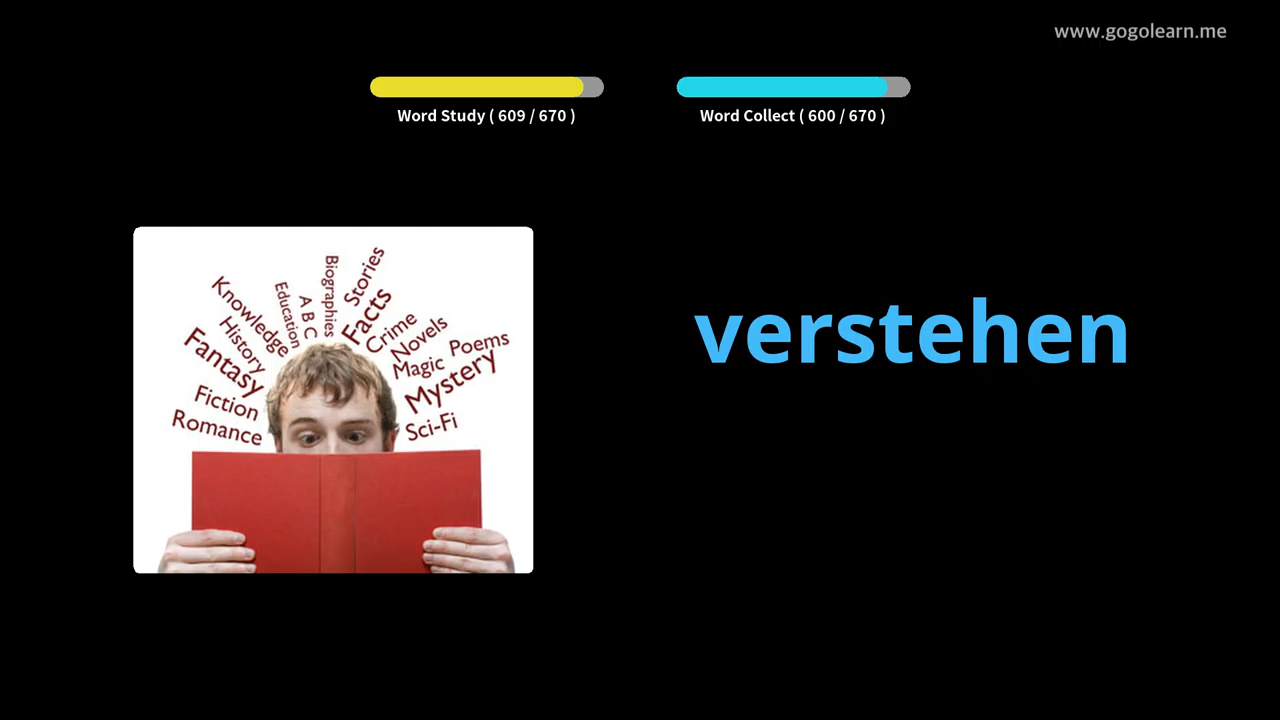 www.gogolearn.me
Word Study ( 609 / 670 )
Word Collect ( 600 / 670 )
verstehen
Knowledge
Education
A B C
Biographies
Stories
Facts
Crime
Novels
Poems
History
Magic
Fantasy
Mystery
Fiction
Romance
Sci-Fi